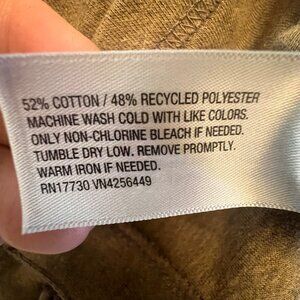 52% COTTON / 48% RECYCLED POLYESTER
MACHINE WASH COLD WITH LIKE COLORS.
ONLY NON-CHLORINE BLEACH IF NEEDED.
TUMBLE DRY LOW. REMOVE PROMPTLY.
WARM IRON IF NEEDED.
RN17730 VN4256449